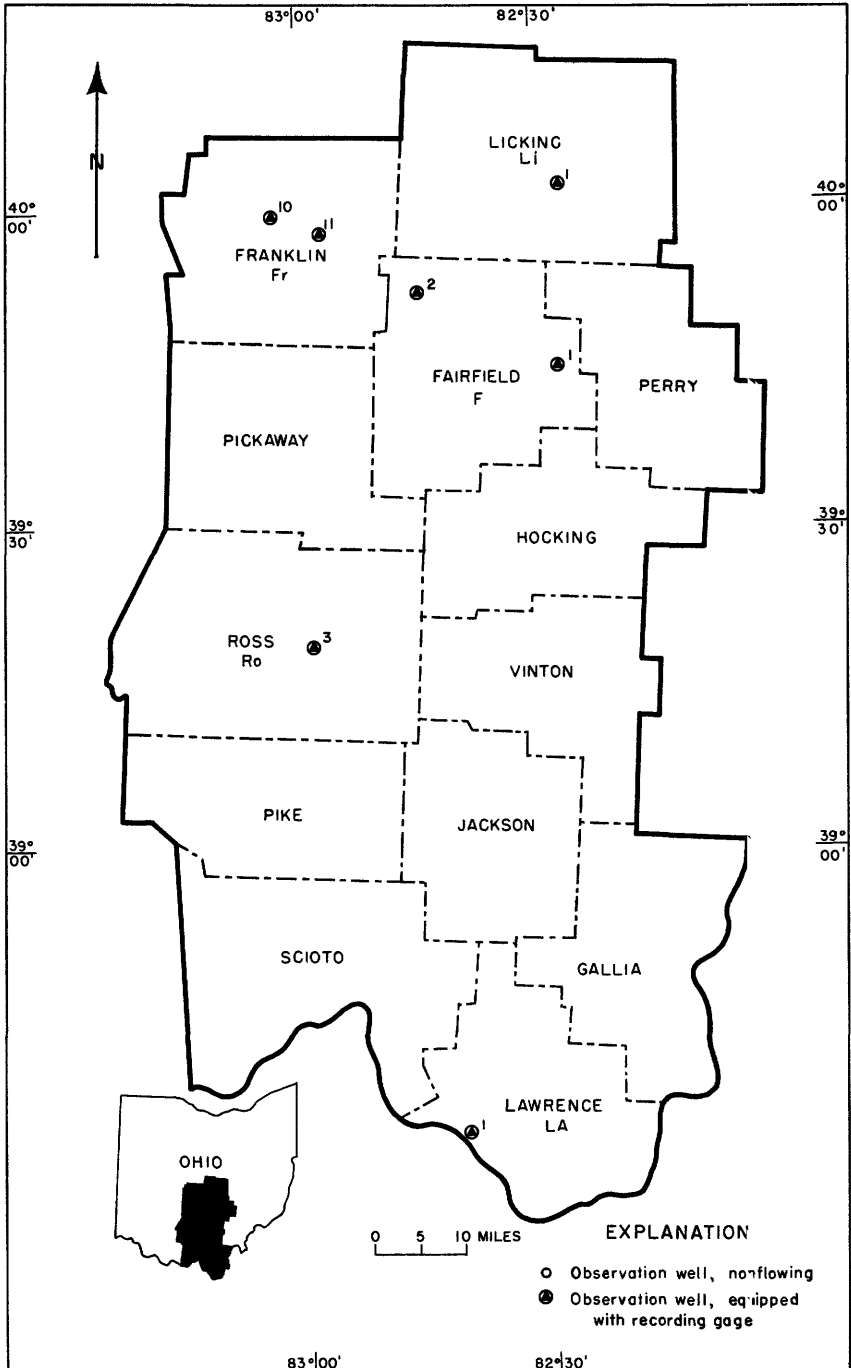 83°00' 82°30'
N
LICKING
Li
1
40°
00'
40°
00'
10
11
FRANKLIN
Fr
2
1
FAIRFIELD
F
PERRY
PICKAWAY
39°
30'
39°
30'
HOCKING
ROSS
Ro
3
VINTON
PIKE
JACKSON
39°
00'
39°
00'
SCIOTO
GALLIA
LAWRENCE
LA
1
OHIO
0 5 10 MILES
EXPLANATION
Observation well, nonflowing
Observation well, equipped
with recording gage
83°00' 82°30'